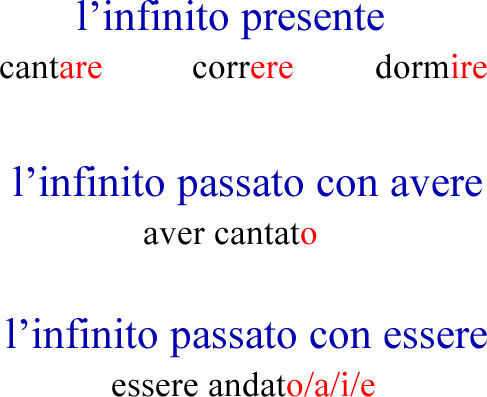 l’infinito presente
cantare correre dormire
l’infinito passato con avere
aver cantato
l’infinito passato con essere
essere andato/a/i/e